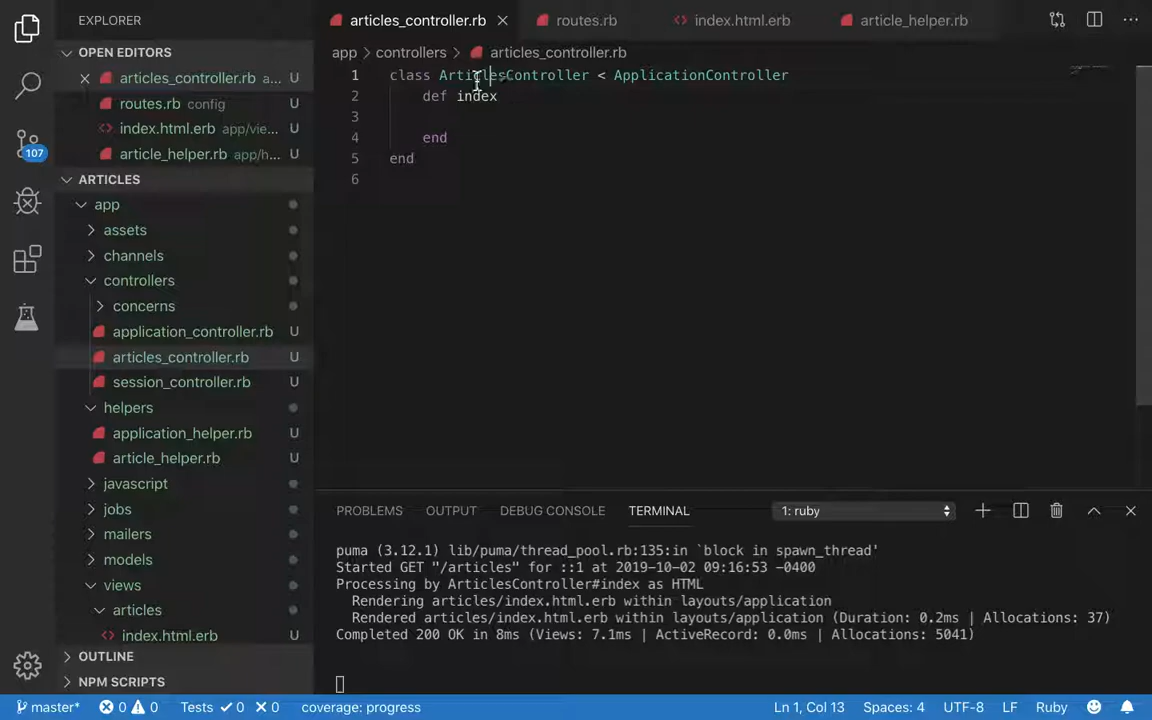 EXPLORER
OPEN EDITORS
articles_controller.rb a... U
routes.rb config U
index.html.erb app/vie... U
article_helper.rb app/h... U
107
ARTICLES
app
assets
channels
controllers
concerns
application_controller.rb U
articles_controller.rb U
session_controller.rb U
helpers
application_helper.rb U
article_helper.rb U
javascript
jobs
mailers
models
views
articles
index.html.erb U
OUTLINE
NPM SCRIPTS
articles_controller.rb routes.rb index.html.erb article_helper.rb
app > controllers > articles_controller.rb
1 class ArticlesController < ApplicationController
2 def index
3
4 end
5 end
6
PROBLEMS OUTPUT DEBUG CONSOLE TERMINAL 1: ruby
puma (3.12.1) lib/puma/thread_pool.rb:135:in `block in spawn_thread'
Started GET "/articles" for ::1 at 2019-10-02 09:16:53 -0400
Processing by ArticlesController#index as HTML
Rendering articles/index.html.erb within layouts/application
Rendered articles/index.html.erb within layouts/application (Duration: 0.2ms | Allocations: 37)
Completed 200 OK in 8ms (Views: 7.1ms | ActiveRecord: 0.0ms | Allocations: 5041)
master* 0 0 Tests 0 0 coverage: progress Ln 1, Col 13 Spaces: 4 UTF-8 LF Ruby